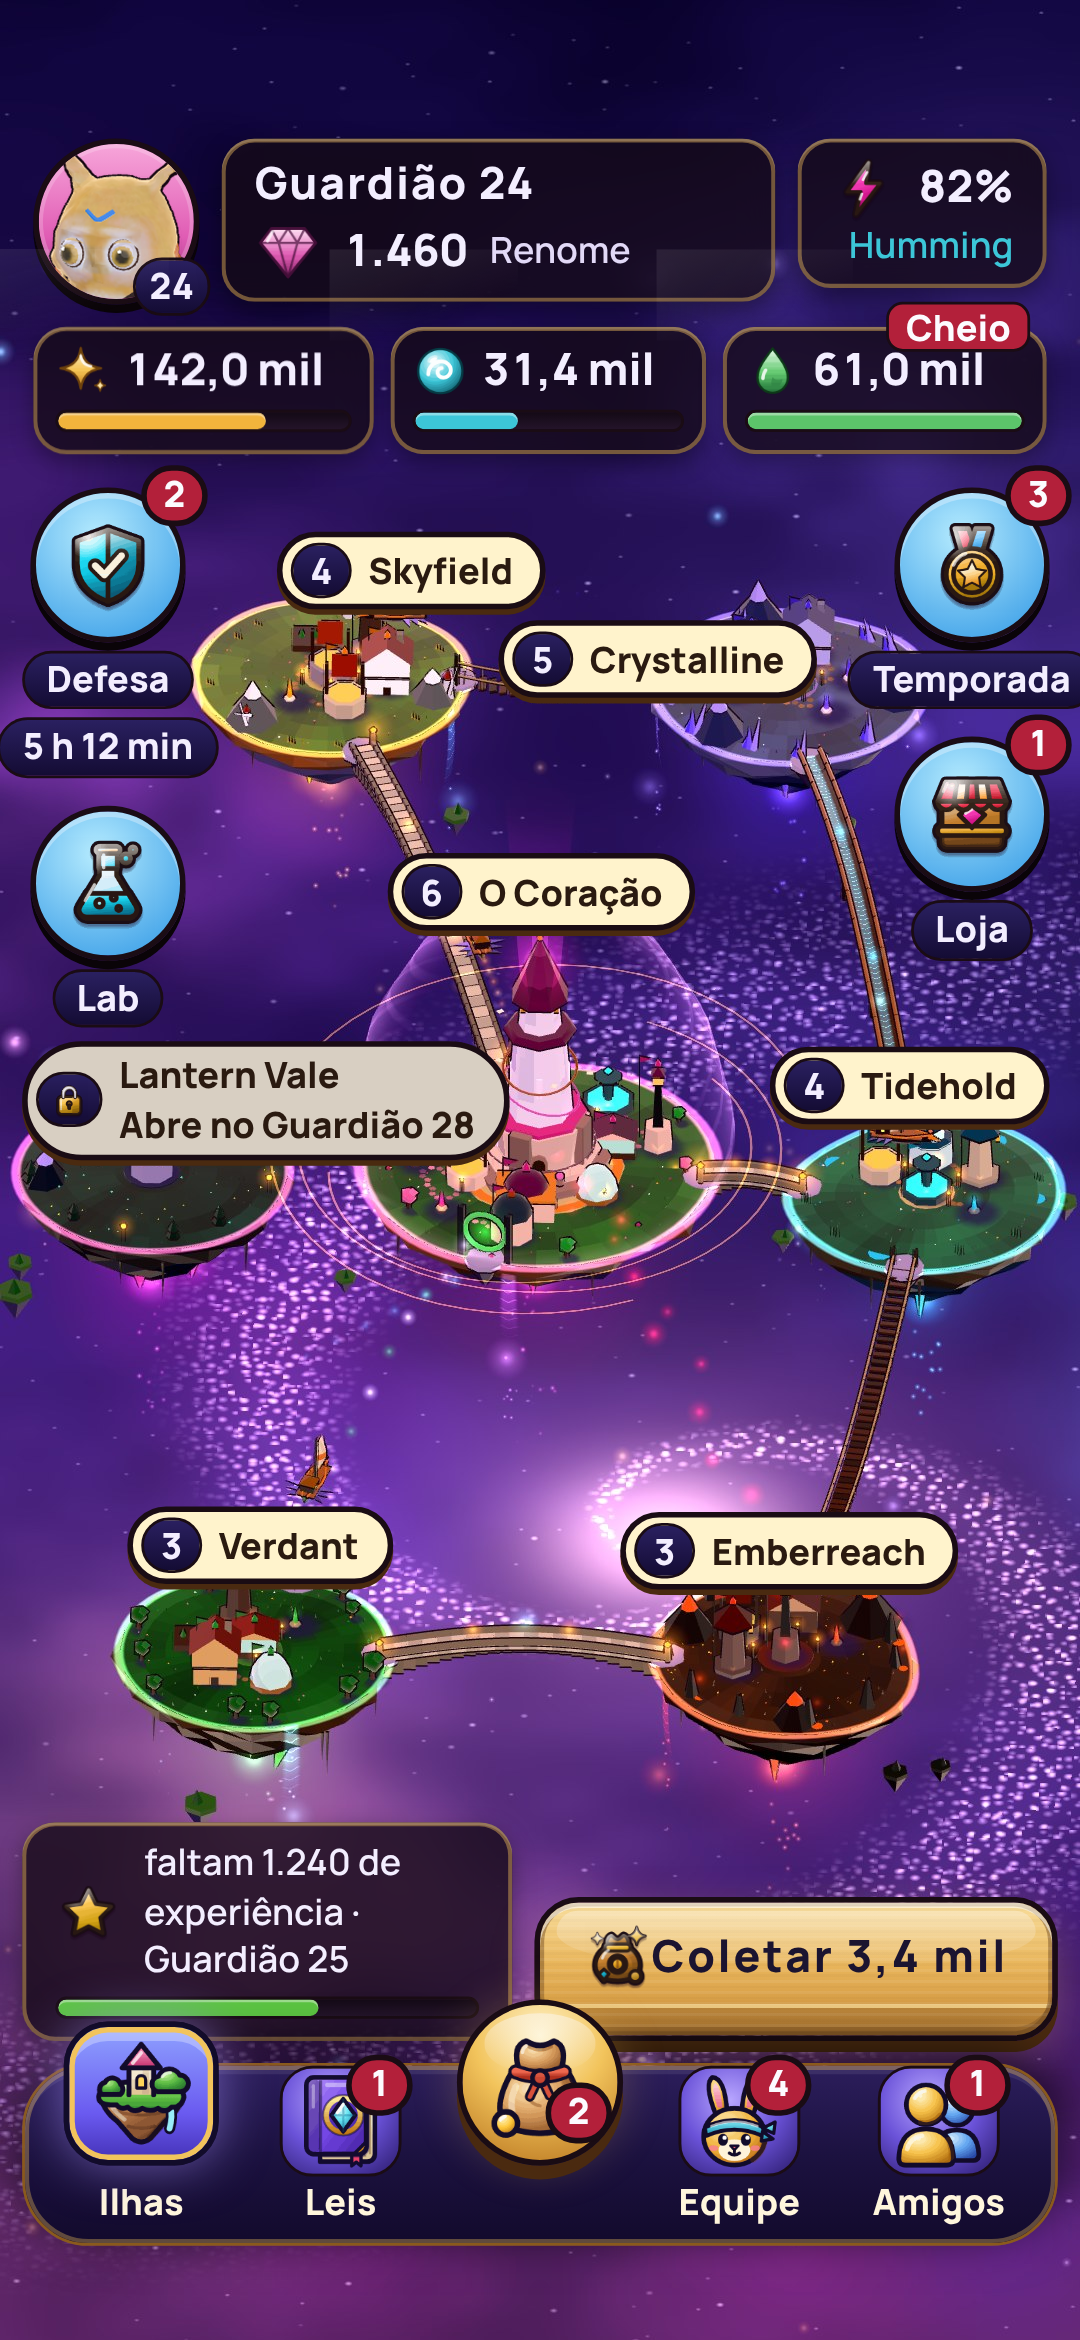 Guardião 24
1.460 Renome
82%
Humming
24
Cheio
142,0 mil
31,4 mil
61,0 mil
2
3
Defesa
5 h 12 min
4 Skyfield
5 Crystalline
Temporada
1
Loja
6 O Coração
Lab
Lantern Vale
Abre no Guardião 28
4 Tidehold
3 Verdant
3 Emberreach
faltam 1.240 de
experiência ·
Guardião 25
Coletar 3,4 mil
1
2
4
1
Ilhas
Leis
Equipe
Amigos